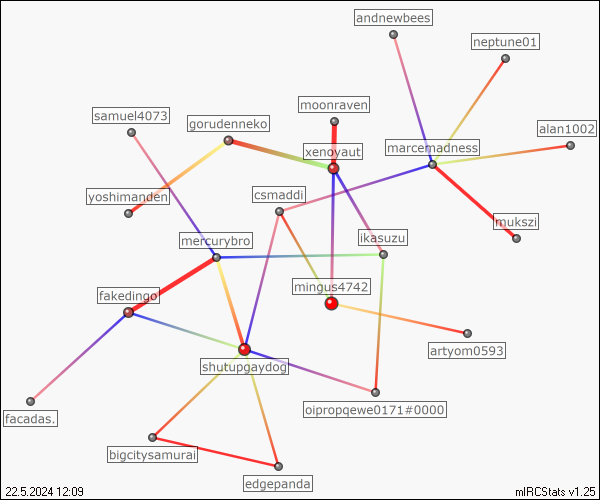 andnewbees
neptune01
moonraven
samuel4073
gorudenneko
alan1002
marcemadness
xenoyaut
yoshimanden
csmaddi
mukszi
mercurybro
ikasuzu
mingus4742
fakedingo
artyom0593
shutupgaydog
oipropqewe0171#0000
facadas.
bigcitysamurai
edgepanda
22.5.2024 12:09
mIRCStats v1.25